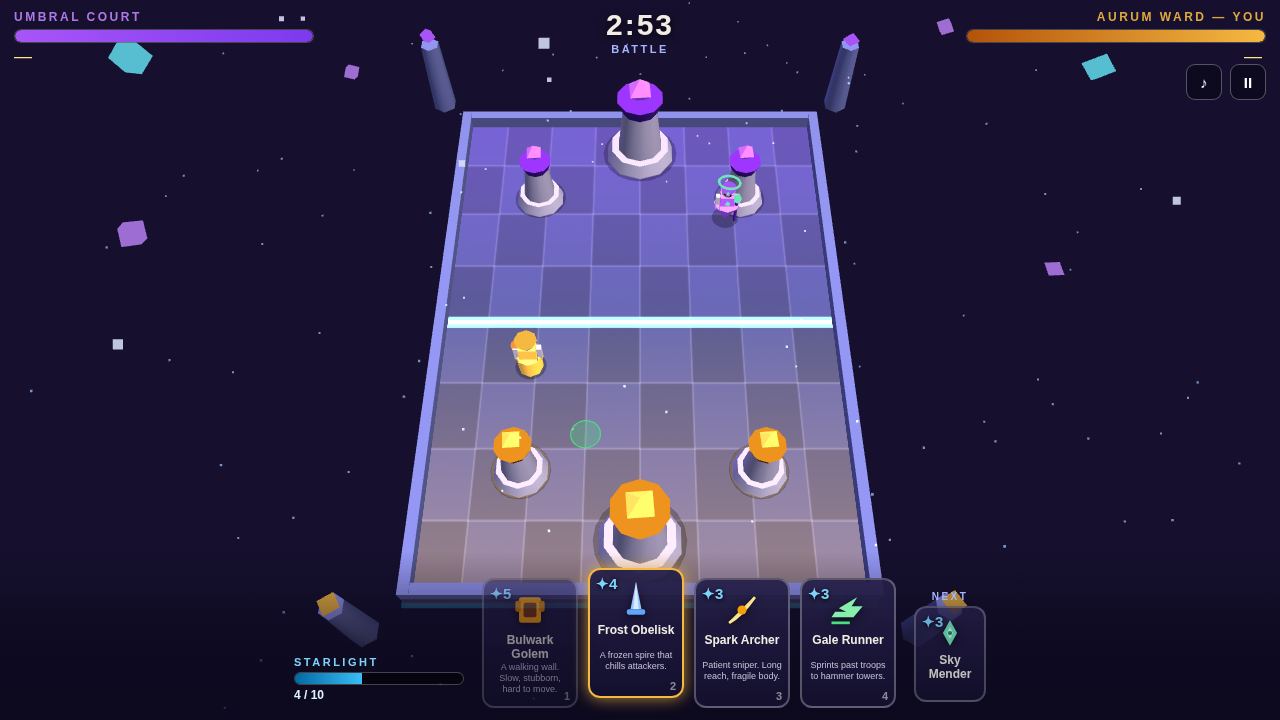 UMBRAL COURT
2:53
BATTLE
AURUM WARD — YOU
NEXT
✦5
Bulwark
Golem
A walking wall.
Slow, stubborn,
hard to move.
1
✦4
Frost Obelisk
A frozen spire that
chills attackers.
2
✦3
Spark Archer
Patient sniper. Long
reach, fragile body.
3
✦3
Gale Runner
Sprints past troops
to hammer towers.
4
✦3
Sky
Mender
STARLIGHT
4 / 10